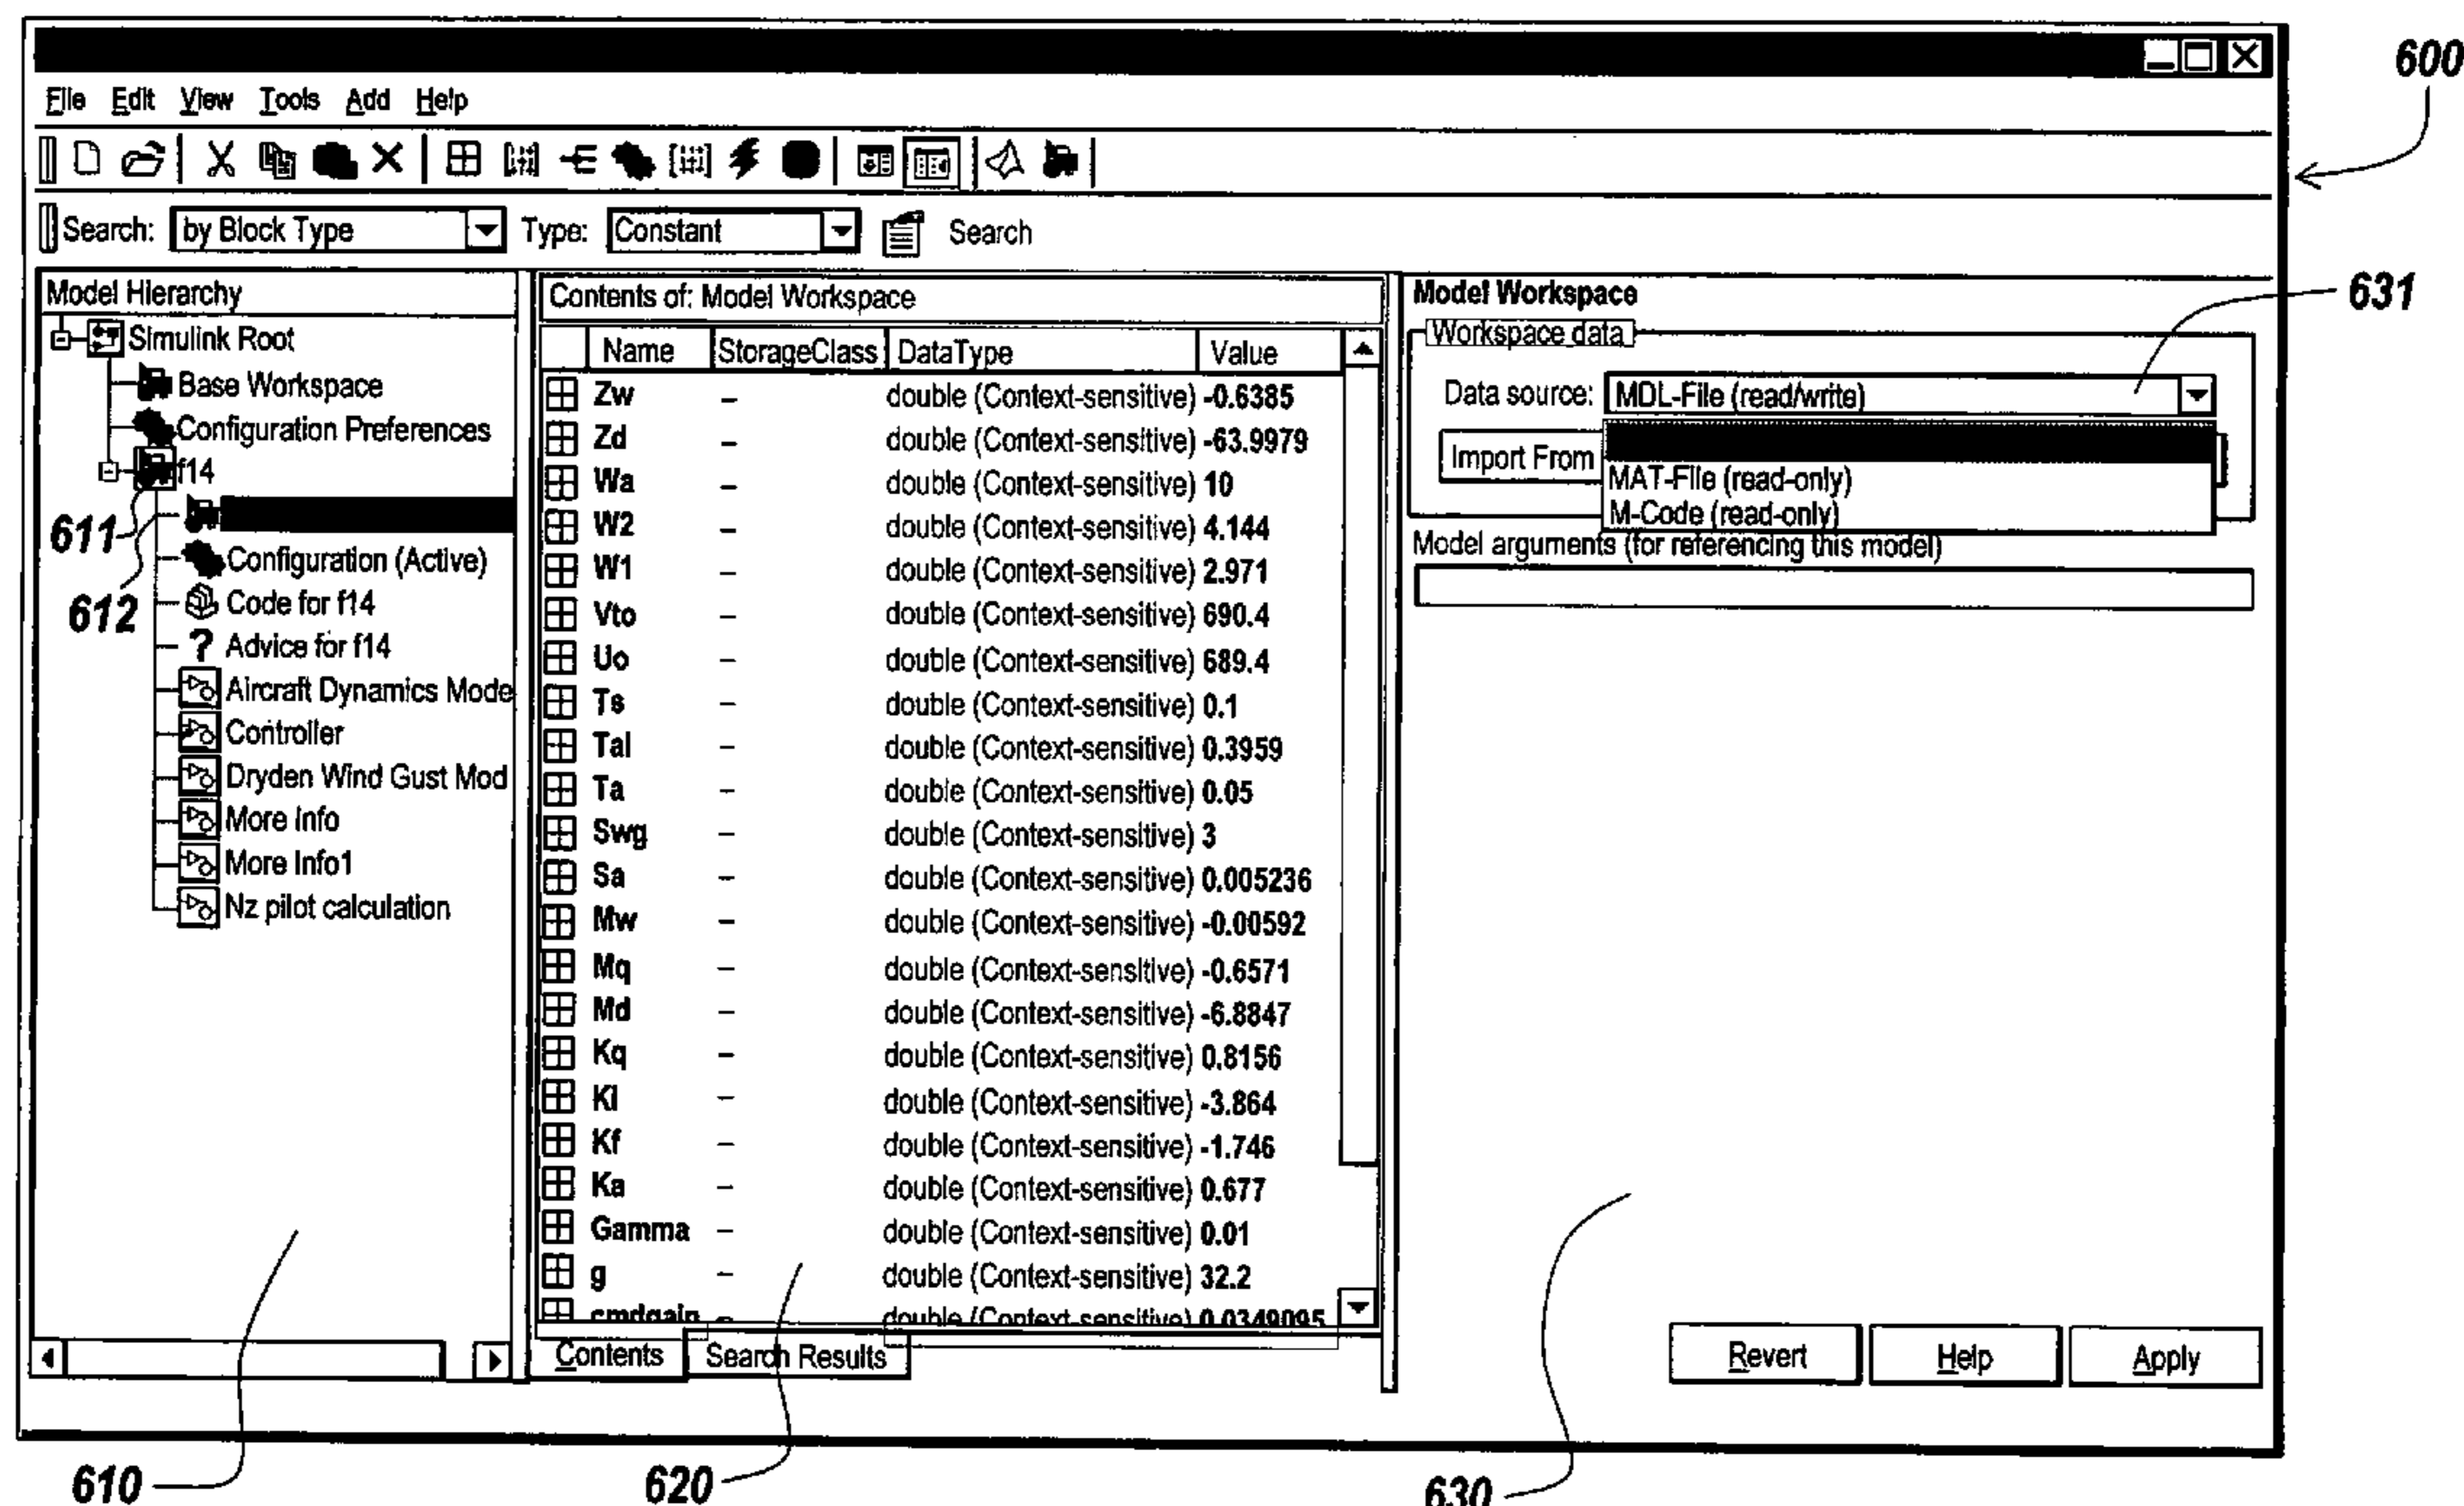 600
File Edit View Tools Add Help
Search: by Block Type Type: Constant Search
Model Hierarchy
Simulink Root
Base Workspace
Configuration Preferences
f14
611
Configuration (Active)
612
Code for f14
Advice for f14
Aircraft Dynamics Mode
Controller
Dryden Wind Gust Mod
More Info
More Info1
Nz pilot calculation
Contents of: Model Workspace
Name StorageClass DataType Value
Zw – double (Context-sensitive) -0.6385
Zd – double (Context-sensitive) -63.9979
Wa – double (Context-sensitive) 10
W2 – double (Context-sensitive) 4.144
W1 – double (Context-sensitive) 2.971
Vto – double (Context-sensitive) 690.4
Uo – double (Context-sensitive) 689.4
Ts – double (Context-sensitive) 0.1
Tal – double (Context-sensitive) 0.3959
Ta – double (Context-sensitive) 0.05
Swg – double (Context-sensitive) 3
Sa – double (Context-sensitive) 0.005236
Mw – double (Context-sensitive) -0.00592
Mq – double (Context-sensitive) -0.6571
Md – double (Context-sensitive) -6.8847
Kq – double (Context-sensitive) 0.8156
Ki – double (Context-sensitive) -3.864
Kf – double (Context-sensitive) -1.746
Ka – double (Context-sensitive) 0.677
Gamma – double (Context-sensitive) 0.01
g – double (Context-sensitive) 32.2
cmdgain – double (Context-sensitive) 0.0349095
Contents Search Results
Model Workspace
631
Workspace data
Data source: MDL-File (read/write)
Import From
MAT-File (read-only)
M-Code (read-only)
Model arguments (for referencing this model)
Revert Help Apply
610
620
630